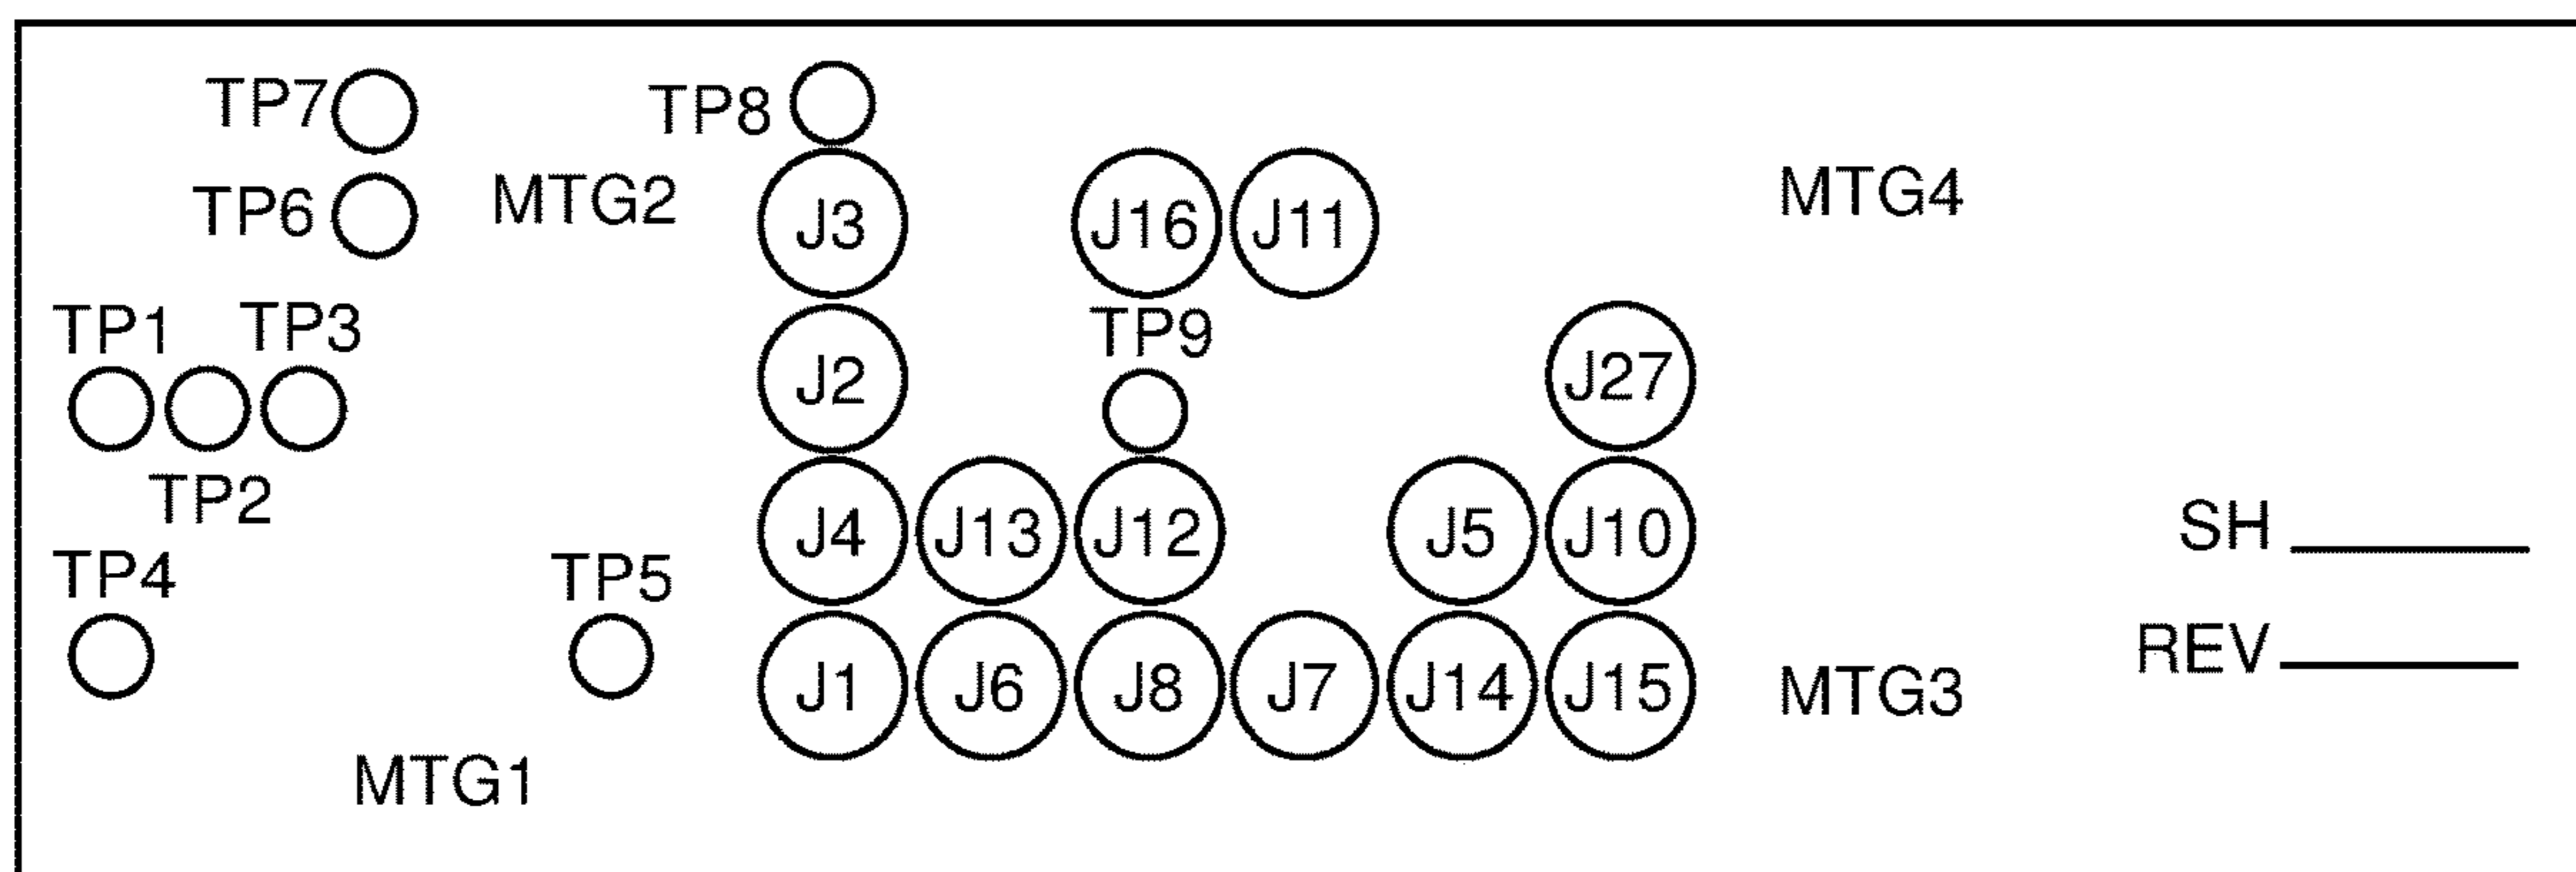 TP7 TP8
TP6 MTG2 J3 J16 J11 MTG4
TP1 TP3 TP9
J2 J27
TP2 J4 J13 J12 J5 J10 SH
TP4 TP5
J1 J6 J8 J7 J14 J15 MTG3 REV
MTG1